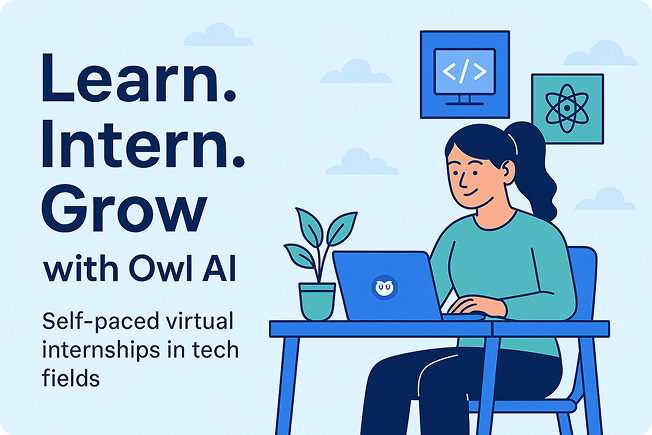 Learn.
Intern.
Grow
with Owl AI
Self-paced virtual
internships in tech
fields
</>